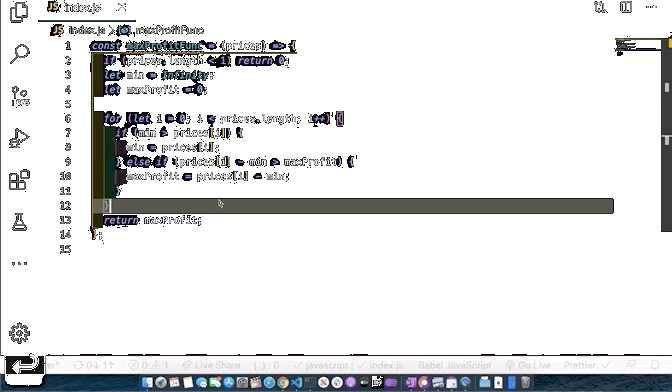 JS index.js
JS index.js > maxProfitFunc
1 const maxProfitFunc = (prices) => {
2 if (prices.length < 1) return 0;
3 let min = Infinity;
4 let maxProfit = 0;
5
6 for (let i = 0; i < prices.length; i++) {
7 if (min > prices[i]) {
8 min = prices[i];
9 } else if (prices[i] - min > maxProfit) {
10 maxProfit = prices[i] - min;
11 }
12 }
13 return maxProfit;
14 };
15
0↓1↑ 0 0 Live Share {..}: 0 ✓ javascript | ✓ index.js Babel JavaScript Go Live Prettier